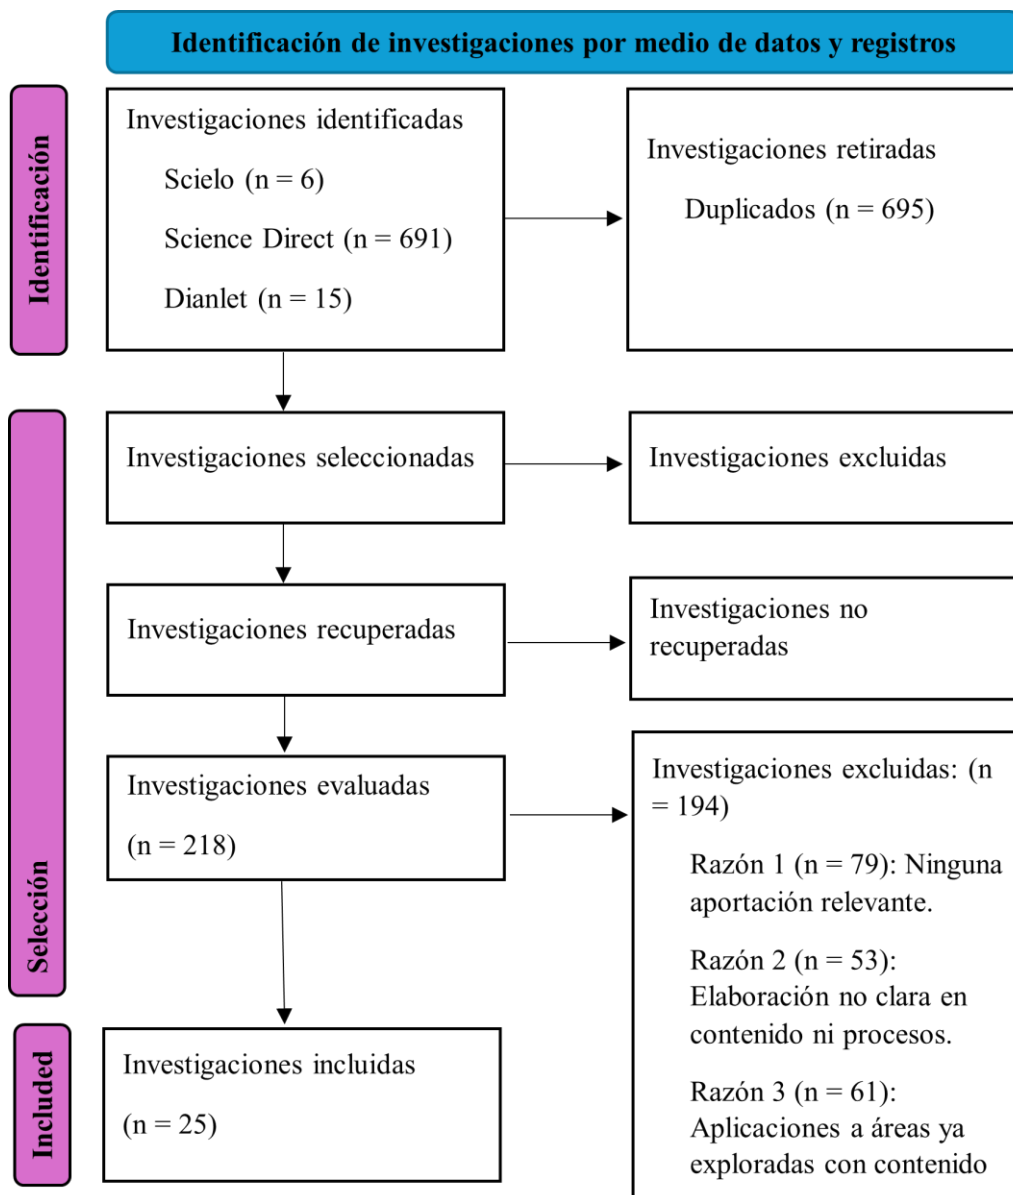 Identificación de investigaciones por medio de datos y registros
Identificación
Investigaciones identificadas
Scielo (n = 6)
Science Direct (n = 691)
Dianlet (n = 15)
Investigaciones retiradas
Duplicados (n = 695)
Selección
Investigaciones seleccionadas
Investigaciones excluidas
Investigaciones recuperadas
Investigaciones no
recuperadas
Investigaciones evaluadas
(n = 218)
Investigaciones excluidas: (n
= 194)
Razón 1 (n = 79): Ninguna
aportación relevante.
Razón 2 (n = 53):
Elaboración no clara en
contenido ni procesos.
Razón 3 (n = 61):
Aplicaciones a áreas ya
exploradas con contenido
Included
Investigaciones incluidas
(n = 25)